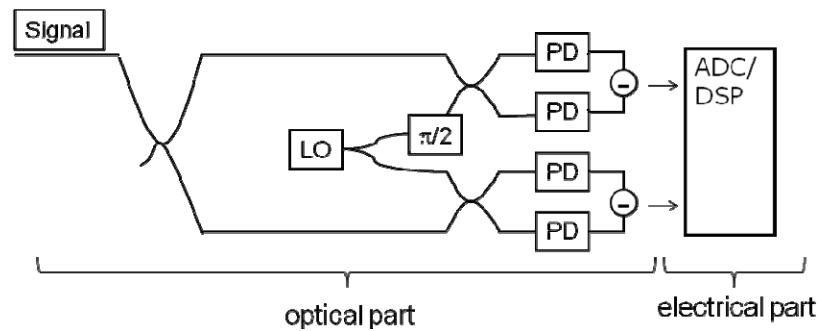 Signal
PD
ADC/
DSP
-
PD
π/2
LO
PD
-
PD
optical part
electrical part